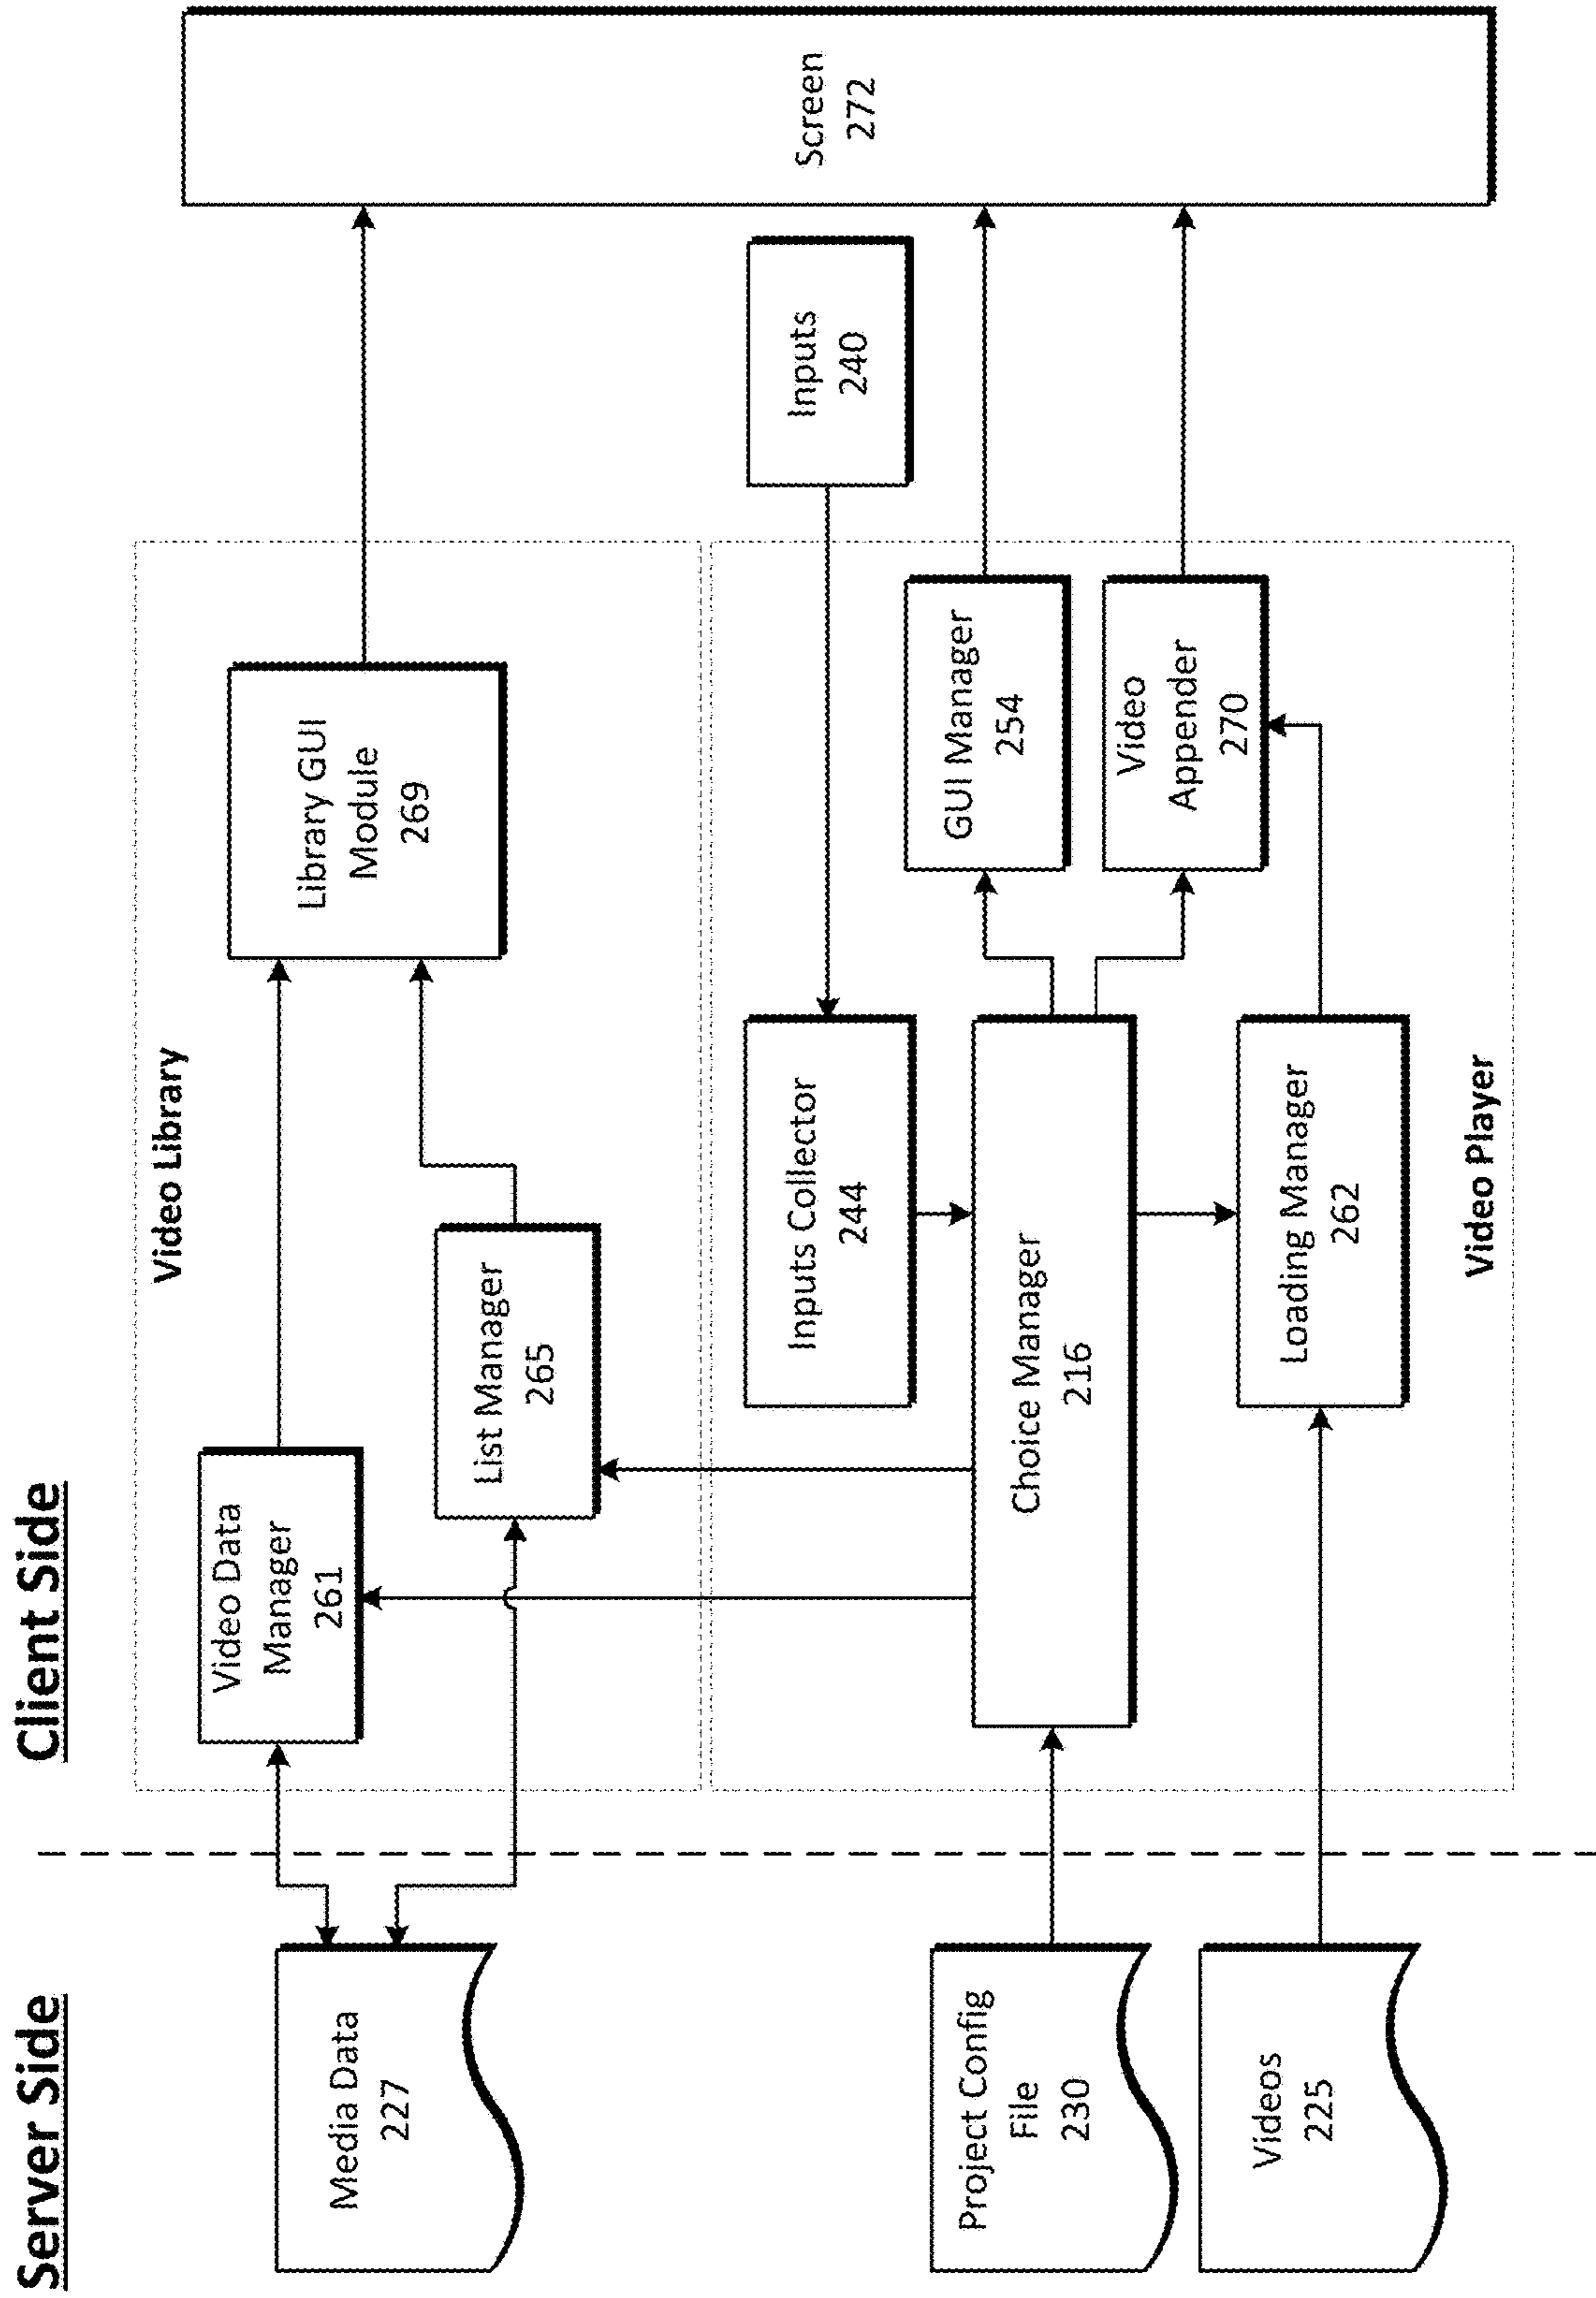 Server Side
Client Side
Media Data
227
Project Config
File
230
Videos
225
Video Library
Video Data
Manager
261
List Manager
265
Library GUI
Module
269
Inputs Collector
244
Choice Manager
216
Loading Manager
262
GUI Manager
254
Video
Appender
270
Video Player
Inputs
240
Screen
272